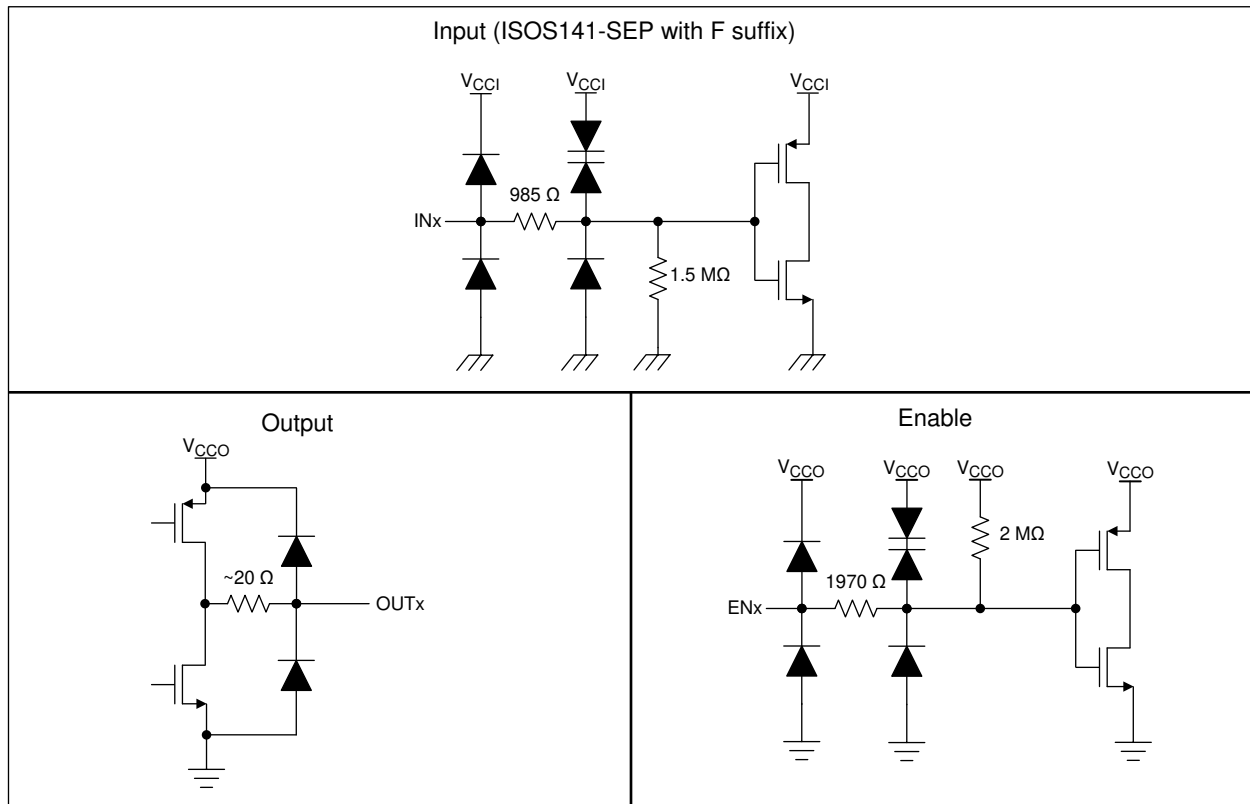 Input (ISOS141-SEP with F suffix)
VCCI
VCCI
VCCI
985 Ω
INx
1.5 MΩ
Output
VCCO
~20 Ω
OUTx
Enable
VCCO
VCCO
VCCO
VCCO
2 MΩ
1970 Ω
ENx